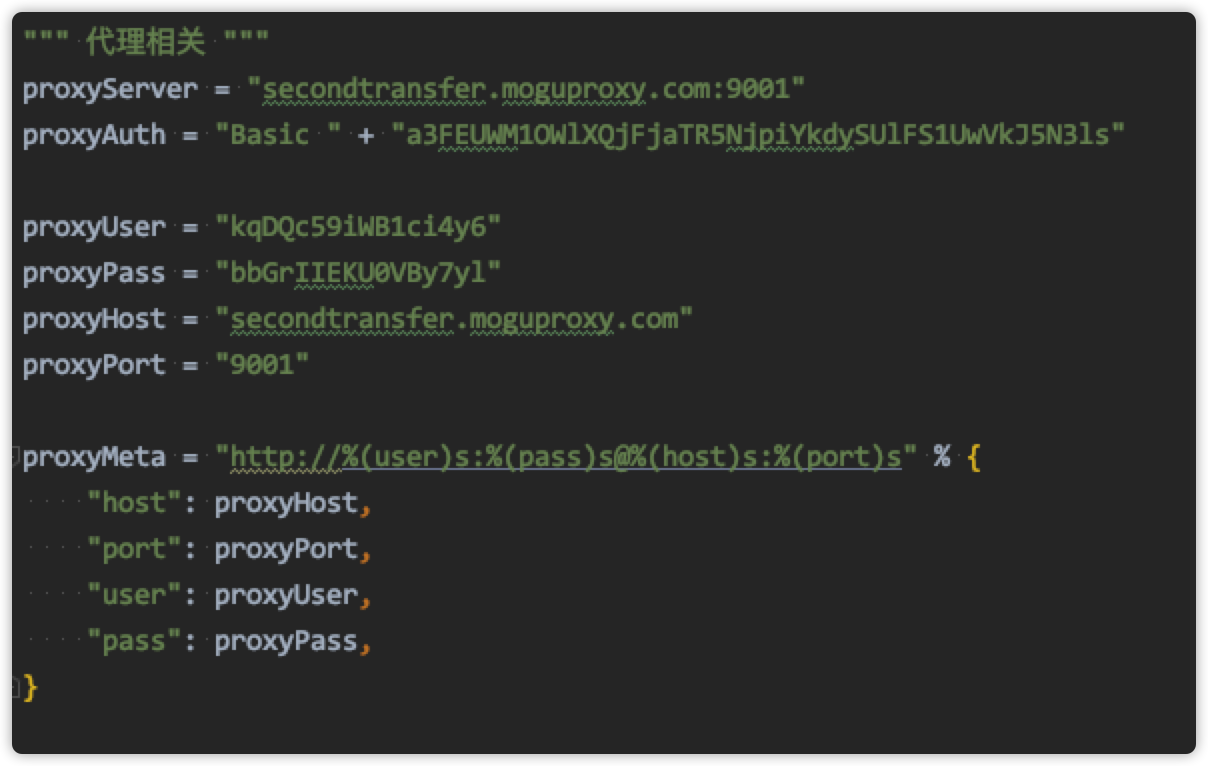 """ 代理相关 """
proxyServer = "secondtransfer.moguproxy.com:9001"
proxyAuth = "Basic " + "a3FEUWM1OWlXQjFjaTR5NjpiYkdySUlFS1UwVkJ5N3ls"
proxyUser = "kqDQc59iWB1ci4y6"
proxyPass = "bbGrIIEKU0VBy7yl"
proxyHost = "secondtransfer.moguproxy.com"
proxyPort = "9001"
proxyMeta = "http://%(user)s:%(pass)s@%(host)s:%(port)s" % {
    "host": proxyHost,
    "port": proxyPort,
    "user": proxyUser,
    "pass": proxyPass,
}